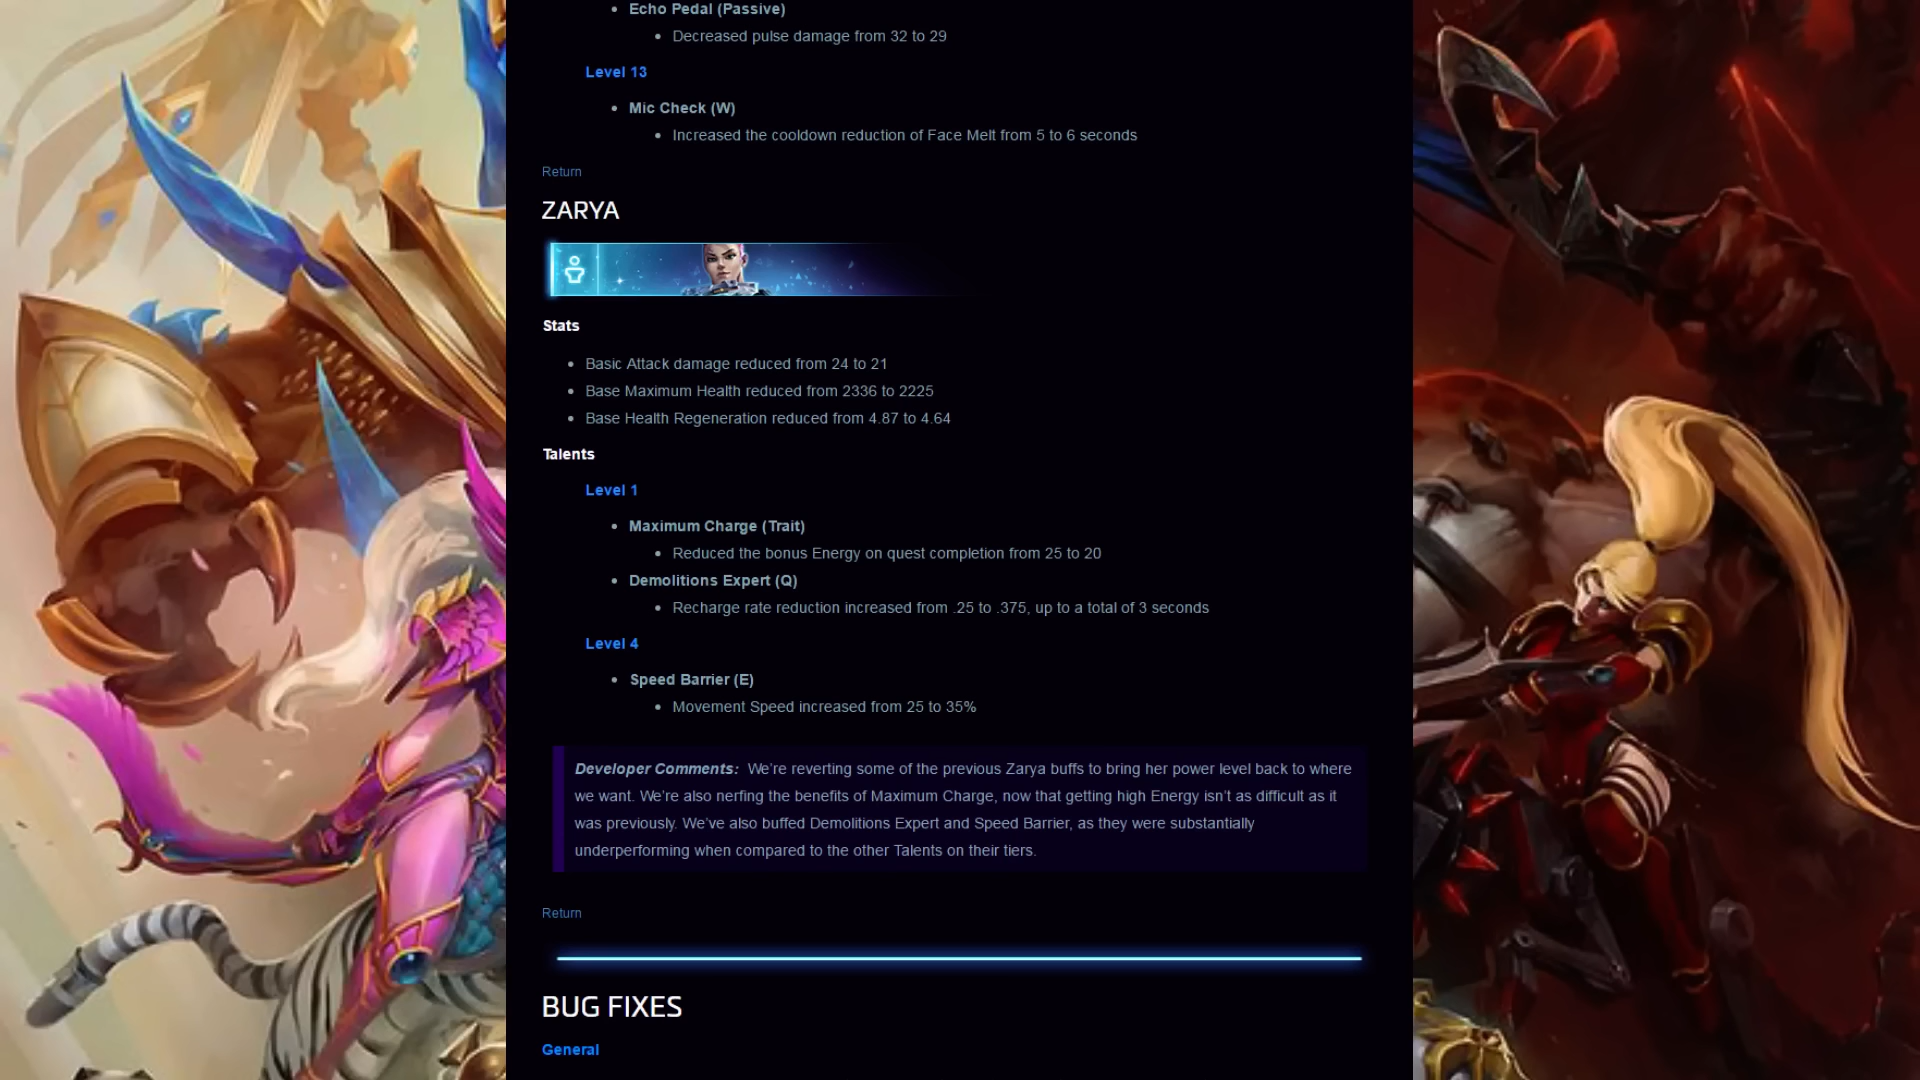 Echo Pedal (Passive)
Decreased pulse damage from 32 to 29
Level 13
Mic Check (W)
Increased the cooldown reduction of Face Melt from 5 to 6 seconds
Return
ZARYA
Stats
Basic Attack damage reduced from 24 to 21
Base Maximum Health reduced from 2336 to 2225
Base Health Regeneration reduced from 4.87 to 4.64
Talents
Level 1
Maximum Charge (Trait)
Reduced the bonus Energy on quest completion from 25 to 20
Demolitions Expert (Q)
Recharge rate reduction increased from .25 to .375, up to a total of 3 seconds
Level 4
Speed Barrier (E)
Movement Speed increased from 25 to 35%
Developer Comments: We’re reverting some of the previous Zarya buffs to bring her power level back to where
we want. We’re also nerfing the benefits of Maximum Charge, now that getting high Energy isn’t as difficult as it
was previously. We’ve also buffed Demolitions Expert and Speed Barrier, as they were substantially
underperforming when compared to the other Talents on their tiers.
Return
BUG FIXES
General